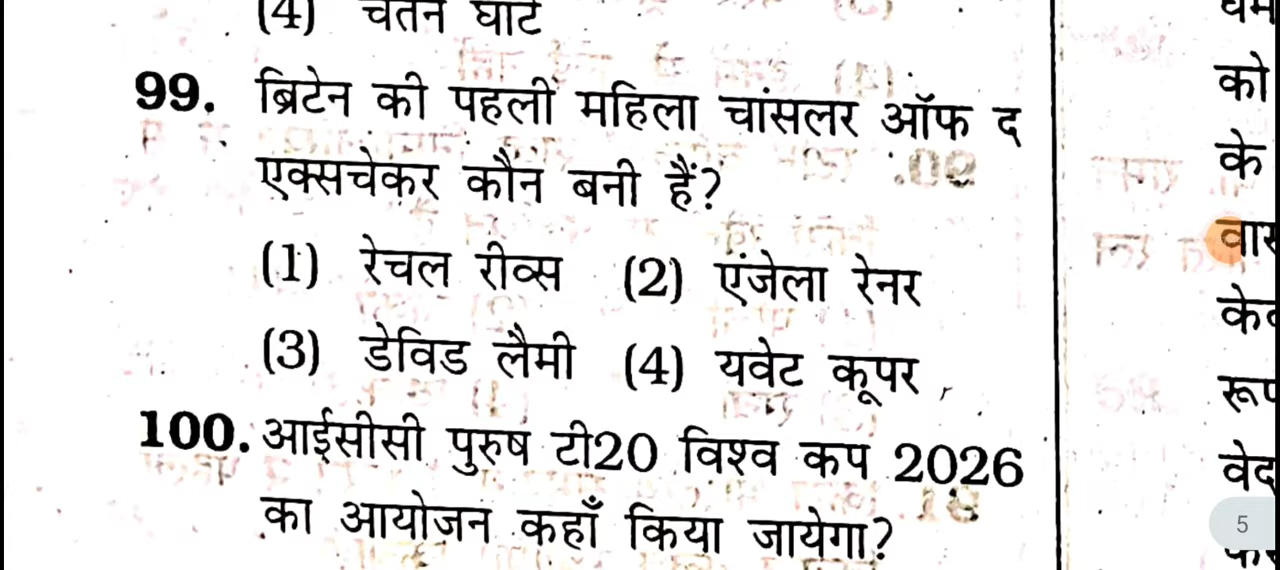 (4) चेतन घाट
99. ब्रिटेन की पहली महिला चांसलर ऑफ द
एक्सचेकर कौन बनी हैं?
(1) रेचल रीव्स (2) एंजेला रेनर
(3) डेविड लैमी (4) यवेट कूपर
100. आईसीसी पुरुष टी20 विश्व कप 2026
का आयोजन कहाँ किया जायेगा?
को
के
रूप
वेद
5